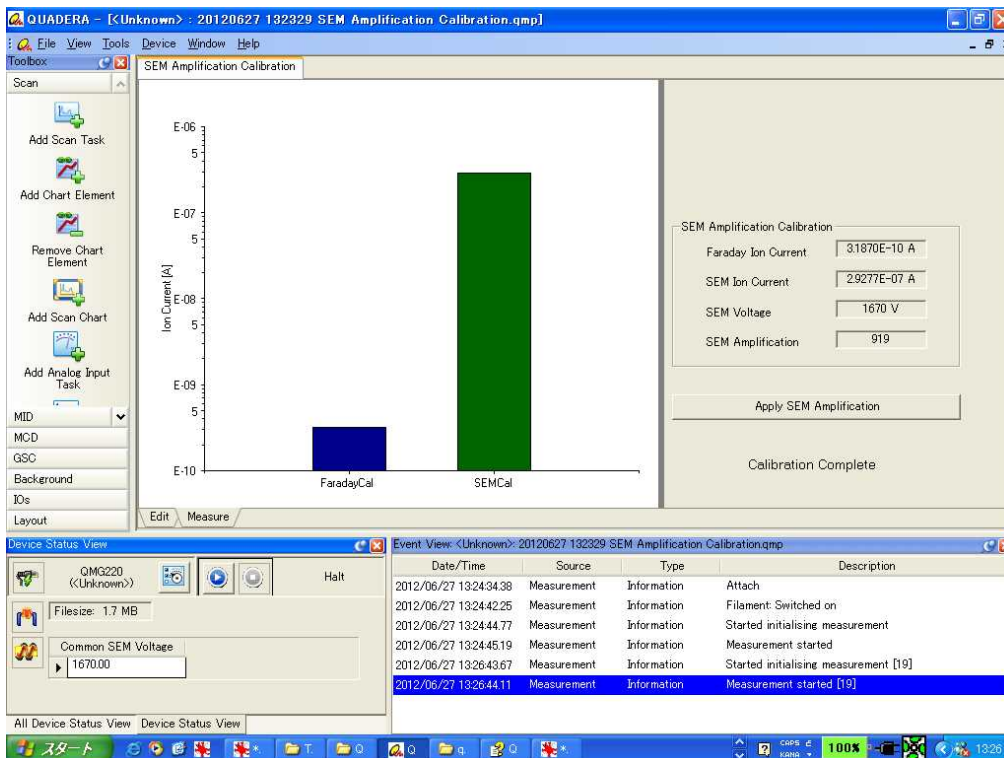 QUADERA - [<Unknown> : 20120627 132329 SEM Amplification Calibration.qmp]
File View Tools Device Window Help
Toolbox
SEM Amplification Calibration
Scan
Add Scan Task
Add Chart Element
Remove Chart
Element
Add Scan Chart
Add Analog Input
Task
MID
MCD
GSC
Background
IOs
Layout
E-06
5
E-07
5
E-08
5
E-09
5
E-10
Ion Current [A]
FaradayCal SEMCal
Edit Measure
SEM Amplification Calibration
Faraday Ion Current 3.1870E-10 A
SEM Ion Current 2.9277E-07 A
SEM Voltage 1670 V
SEM Amplification 919
Apply SEM Amplification
Calibration Complete
Device Status View
QMG220
(<Unknown>)
Halt
Filesize: 1.7 MB
Common SEM Voltage
1670.00
All Device Status View Device Status View
Event View: <Unknown>: 20120627 132329 SEM Amplification Calibration.qmp
Date/Time Source Type Description
2012/06/27 13:24:34.38 Measurement Information Attach
2012/06/27 13:24:42.25 Measurement Information Filament: Switched on
2012/06/27 13:24:44.77 Measurement Information Started initialising measurement
2012/06/27 13:24:45.19 Measurement Information Measurement started
2012/06/27 13:26:43.67 Measurement Information Started initialising measurement [19]
2012/06/27 13:26:44.11 Measurement Information Measurement started [19]
スタート *. T. Q Q q. Q *. CAPS KANA 100% 13:26